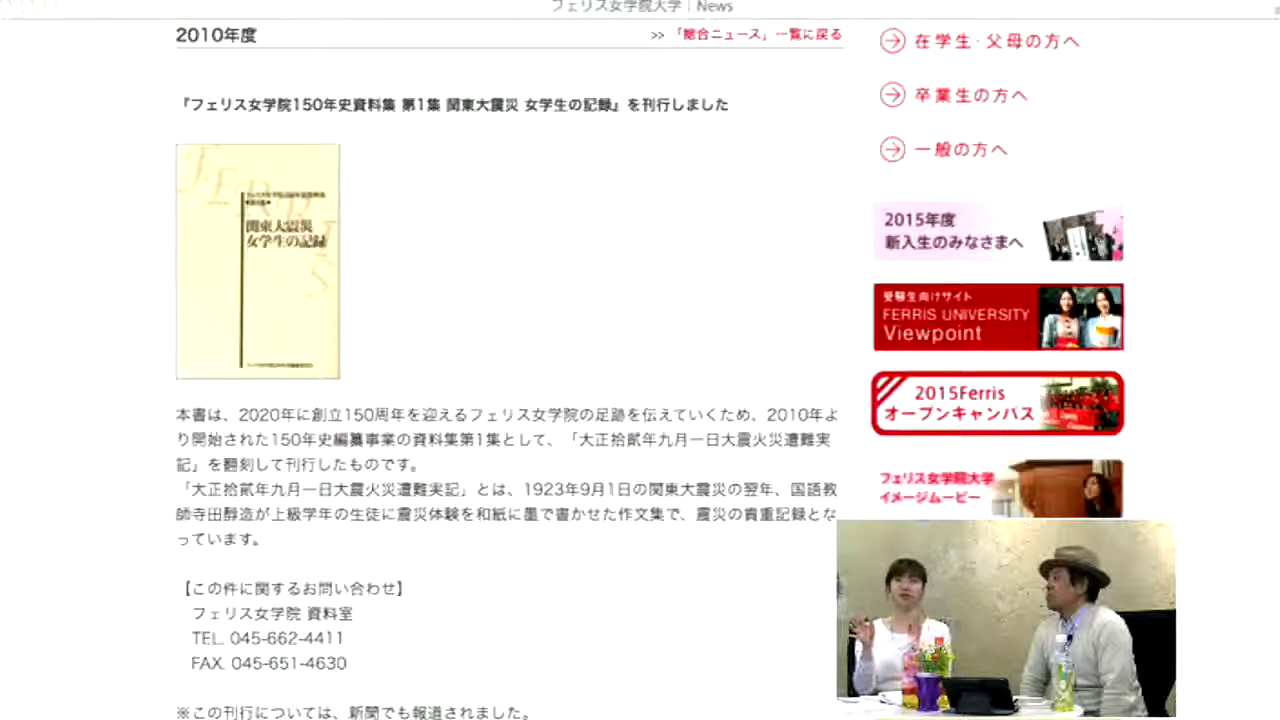 フェリス女学院大学｜News
2010年度
>> 「総合ニュース」一覧に戻る
『フェリス女学院150年史資料集 第1集 関東大震災 女学生の記録』を刊行しました
FERRIS
関東大震災
女学生の記録
本書は、2020年に創立150周年を迎えるフェリス女学院の足跡を伝えていくため、2010年よ
り開始された150年史編纂事業の資料集第1集として、「大正拾貳年九月一日大震火災遭難実
記」を翻刻して刊行したものです。
「大正拾貳年九月一日大震火災遭難実記」とは、1923年9月1日の関東大震災の翌年、国語教
師寺田靜造が上級学年の生徒に震災体験を和紙に墨で書かせた作文集で、震災の貴重記録とな
っています。
【この件に関するお問い合わせ】
フェリス女学院 資料室
TEL. 045-662-4411
FAX. 045-651-4630
※この刊行については、新聞でも報道されました。
在学生·父母の方へ
卒業生の方へ
一般の方へ
2015年度
新入生のみなさまへ
受験生向けサイト
FERRIS UNIVERSITY
Viewpoint
2015Ferris
オープンキャンパス
フェリス女学院大学
イメージムービー